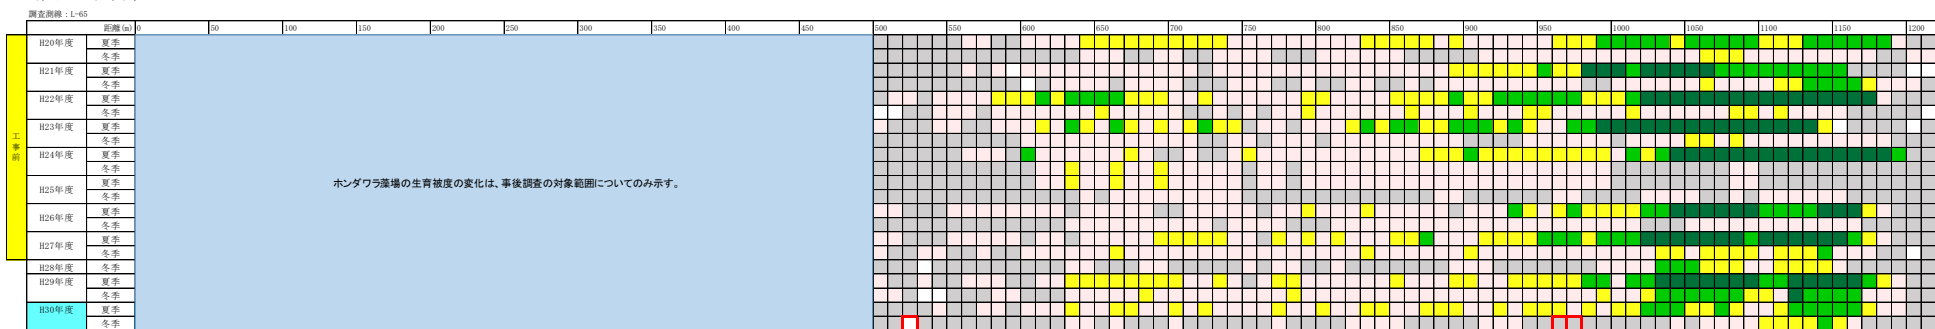 調査測線：L-65
距離(m) 0 50 100 150 200 250 300 350 400 450 500 550 600 650 700 750 800 850 900 950 1000 1050 1100 1150 1200
工事前
H20年度 夏季
冬季
H21年度 夏季
冬季
H22年度 夏季
冬季
H23年度 夏季
冬季
H24年度 夏季
冬季
H25年度 夏季
冬季
H26年度 夏季
冬季
H27年度 夏季
冬季
H28年度 冬季
H29年度 夏季
冬季
H30年度 夏季
冬季
ホンダワラ藻場の生育被度の変化は、事後調査の対象範囲についてのみ示す。